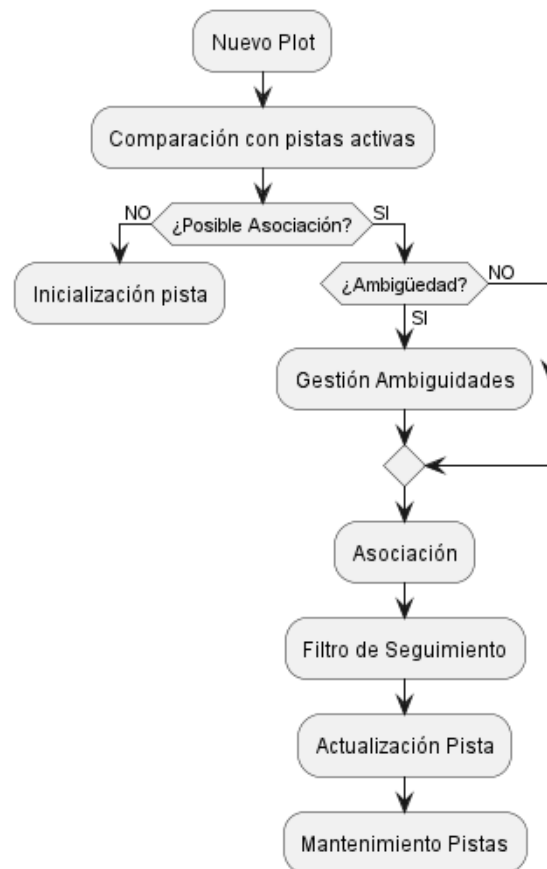 Nuevo Plot
Comparación con pistas activas
NO
¿Posible Asociación?
SI
Inicialización pista
¿Ambigüedad?
NO
SI
Gestión Ambiguidades
Asociación
Filtro de Seguimiento
Actualización Pista
Mantenimiento Pistas